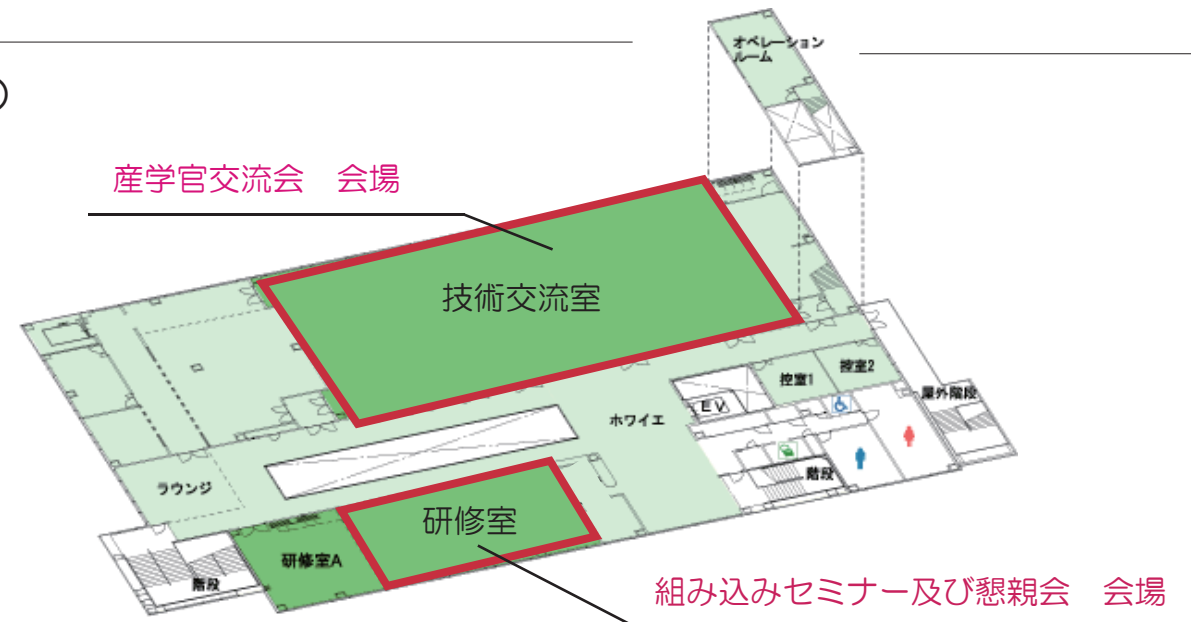 オペレーション
ルーム
産学官交流会　会場
技術交流室
控室1
控室2
屋外階段
EV
ホワイエ
階段
ラウンジ
研修室
研修室A
階段
組み込みセミナー及び懇親会　会場